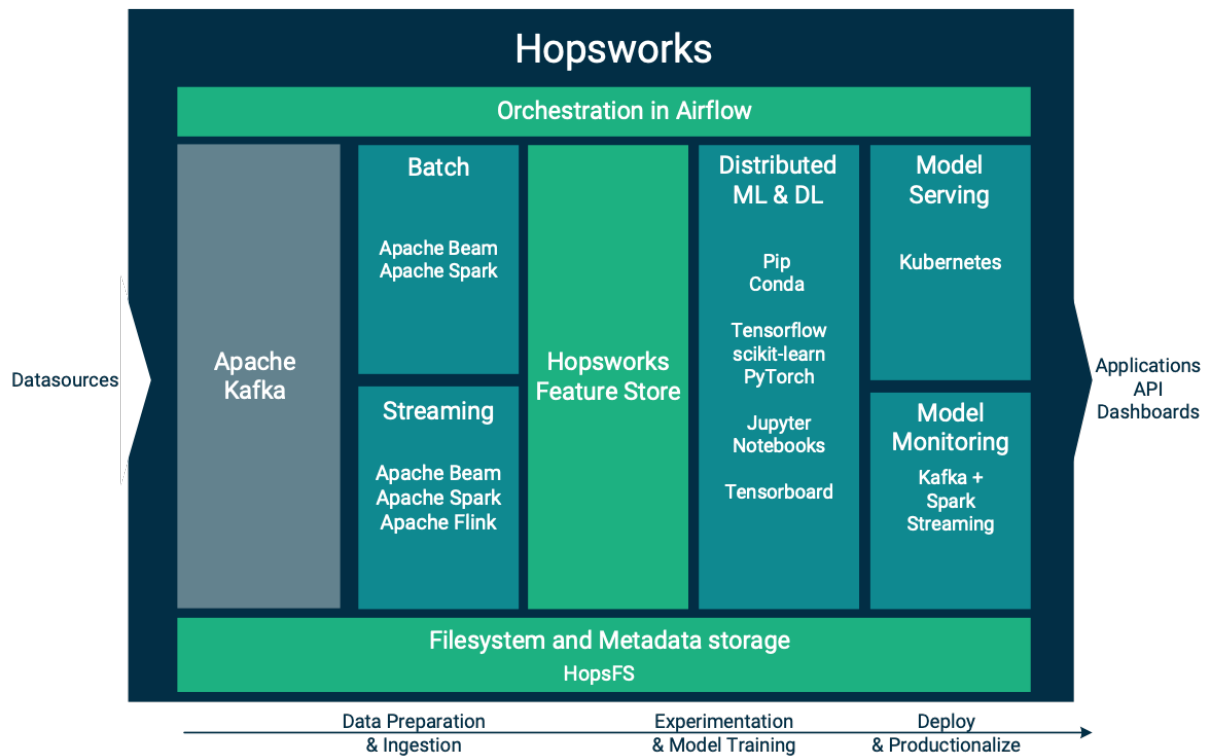 Hopsworks
Orchestration in Airflow
Datasources
Apache
Kafka
Batch
Apache Beam
Apache Spark
Streaming
Apache Beam
Apache Spark
Apache Flink
Hopsworks
Feature Store
Distributed
ML & DL
Pip
Conda
Tensorflow
scikit-learn
PyTorch
Jupyter
Notebooks
Tensorboard
Model
Serving
Kubernetes
Model
Monitoring
Kafka +
Spark
Streaming
Applications
API
Dashboards
Filesystem and Metadata storage
HopsFS
Data Preparation
& Ingestion
Experimentation
& Model Training
Deploy
& Productionalize